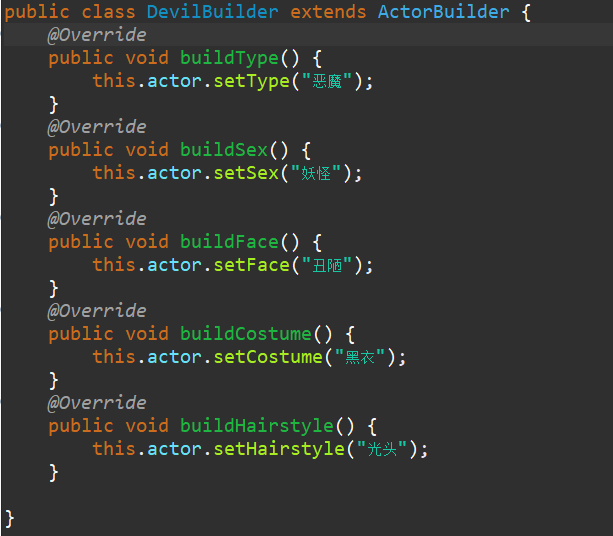 public class DevilBuilder extends ActorBuilder {
    @Override
    public void buildType() {
        this.actor.setType("恶魔");
    }
    @Override
    public void buildSex() {
        this.actor.setSex("妖怪");
    }
    @Override
    public void buildFace() {
        this.actor.setFace("丑陋");
    }
    @Override
    public void buildCostume() {
        this.actor.setCostume("黑衣");
    }
    @Override
    public void buildHairstyle() {
        this.actor.setHairstyle("光头");
    }
}